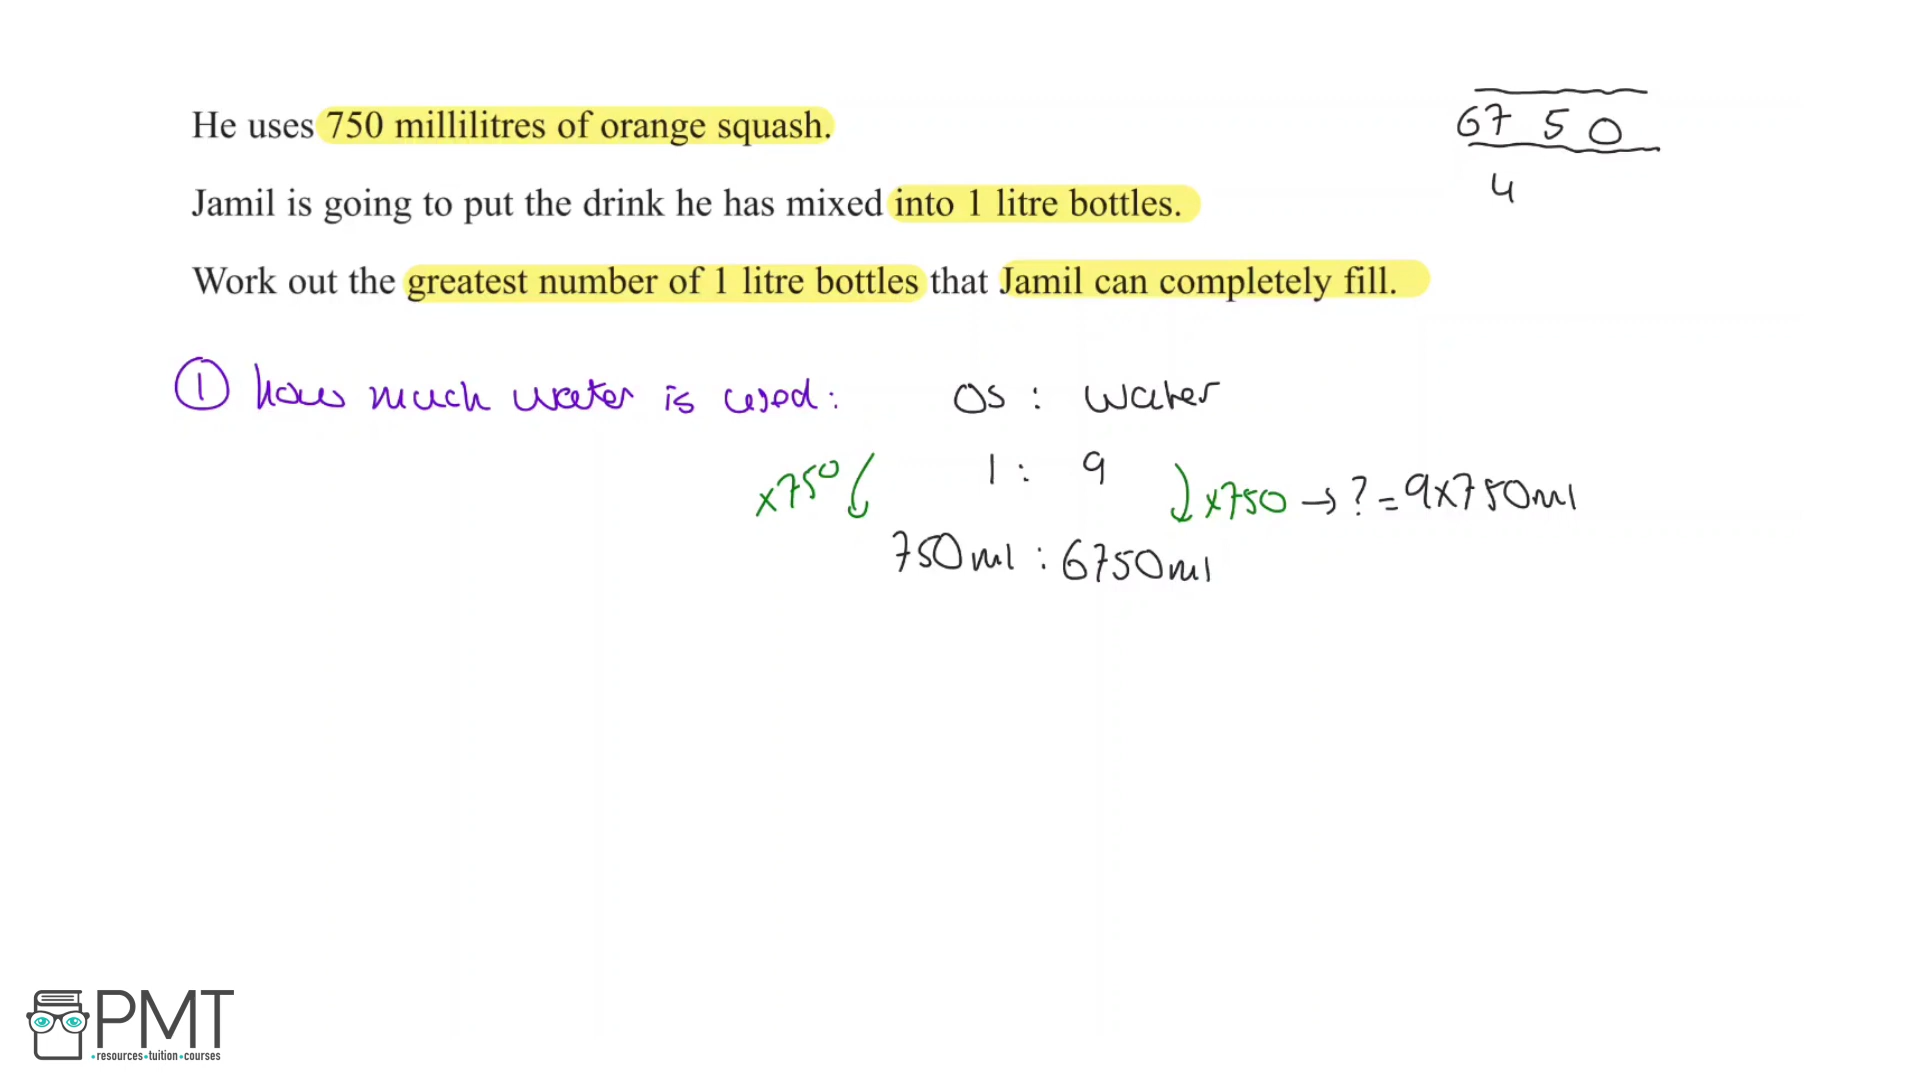 He uses 750 millilitres of orange squash.
6750
4
Jamil is going to put the drink he has mixed into 1 litre bottles.
Work out the greatest number of 1 litre bottles that Jamil can completely fill.
① how much water is used: OS : water
1 : 9
x750 x750 → ? = 9x750ml
750ml : 6750ml
PMT
•resources•tuition•courses